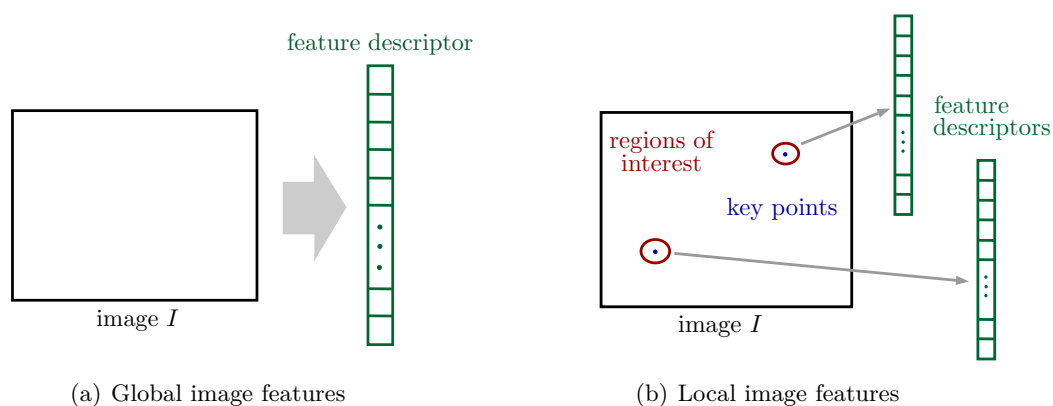 feature descriptor
image I
(a) Global image features
regions of
interest
key points
feature
descriptors
image I
(b) Local image features